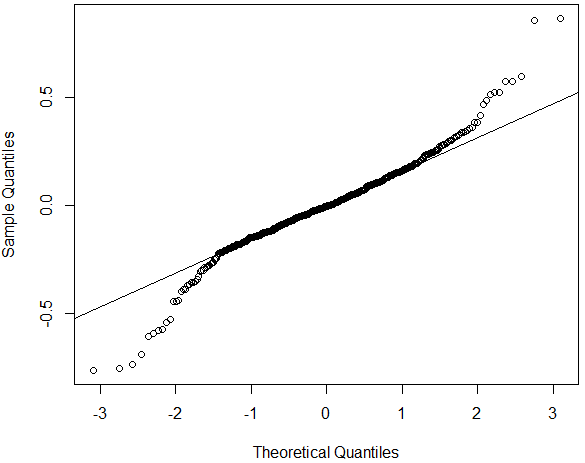 0.5
0.0
-0.5
Sample Quantiles
-3 -2 -1 0 1 2 3
Theoretical Quantiles